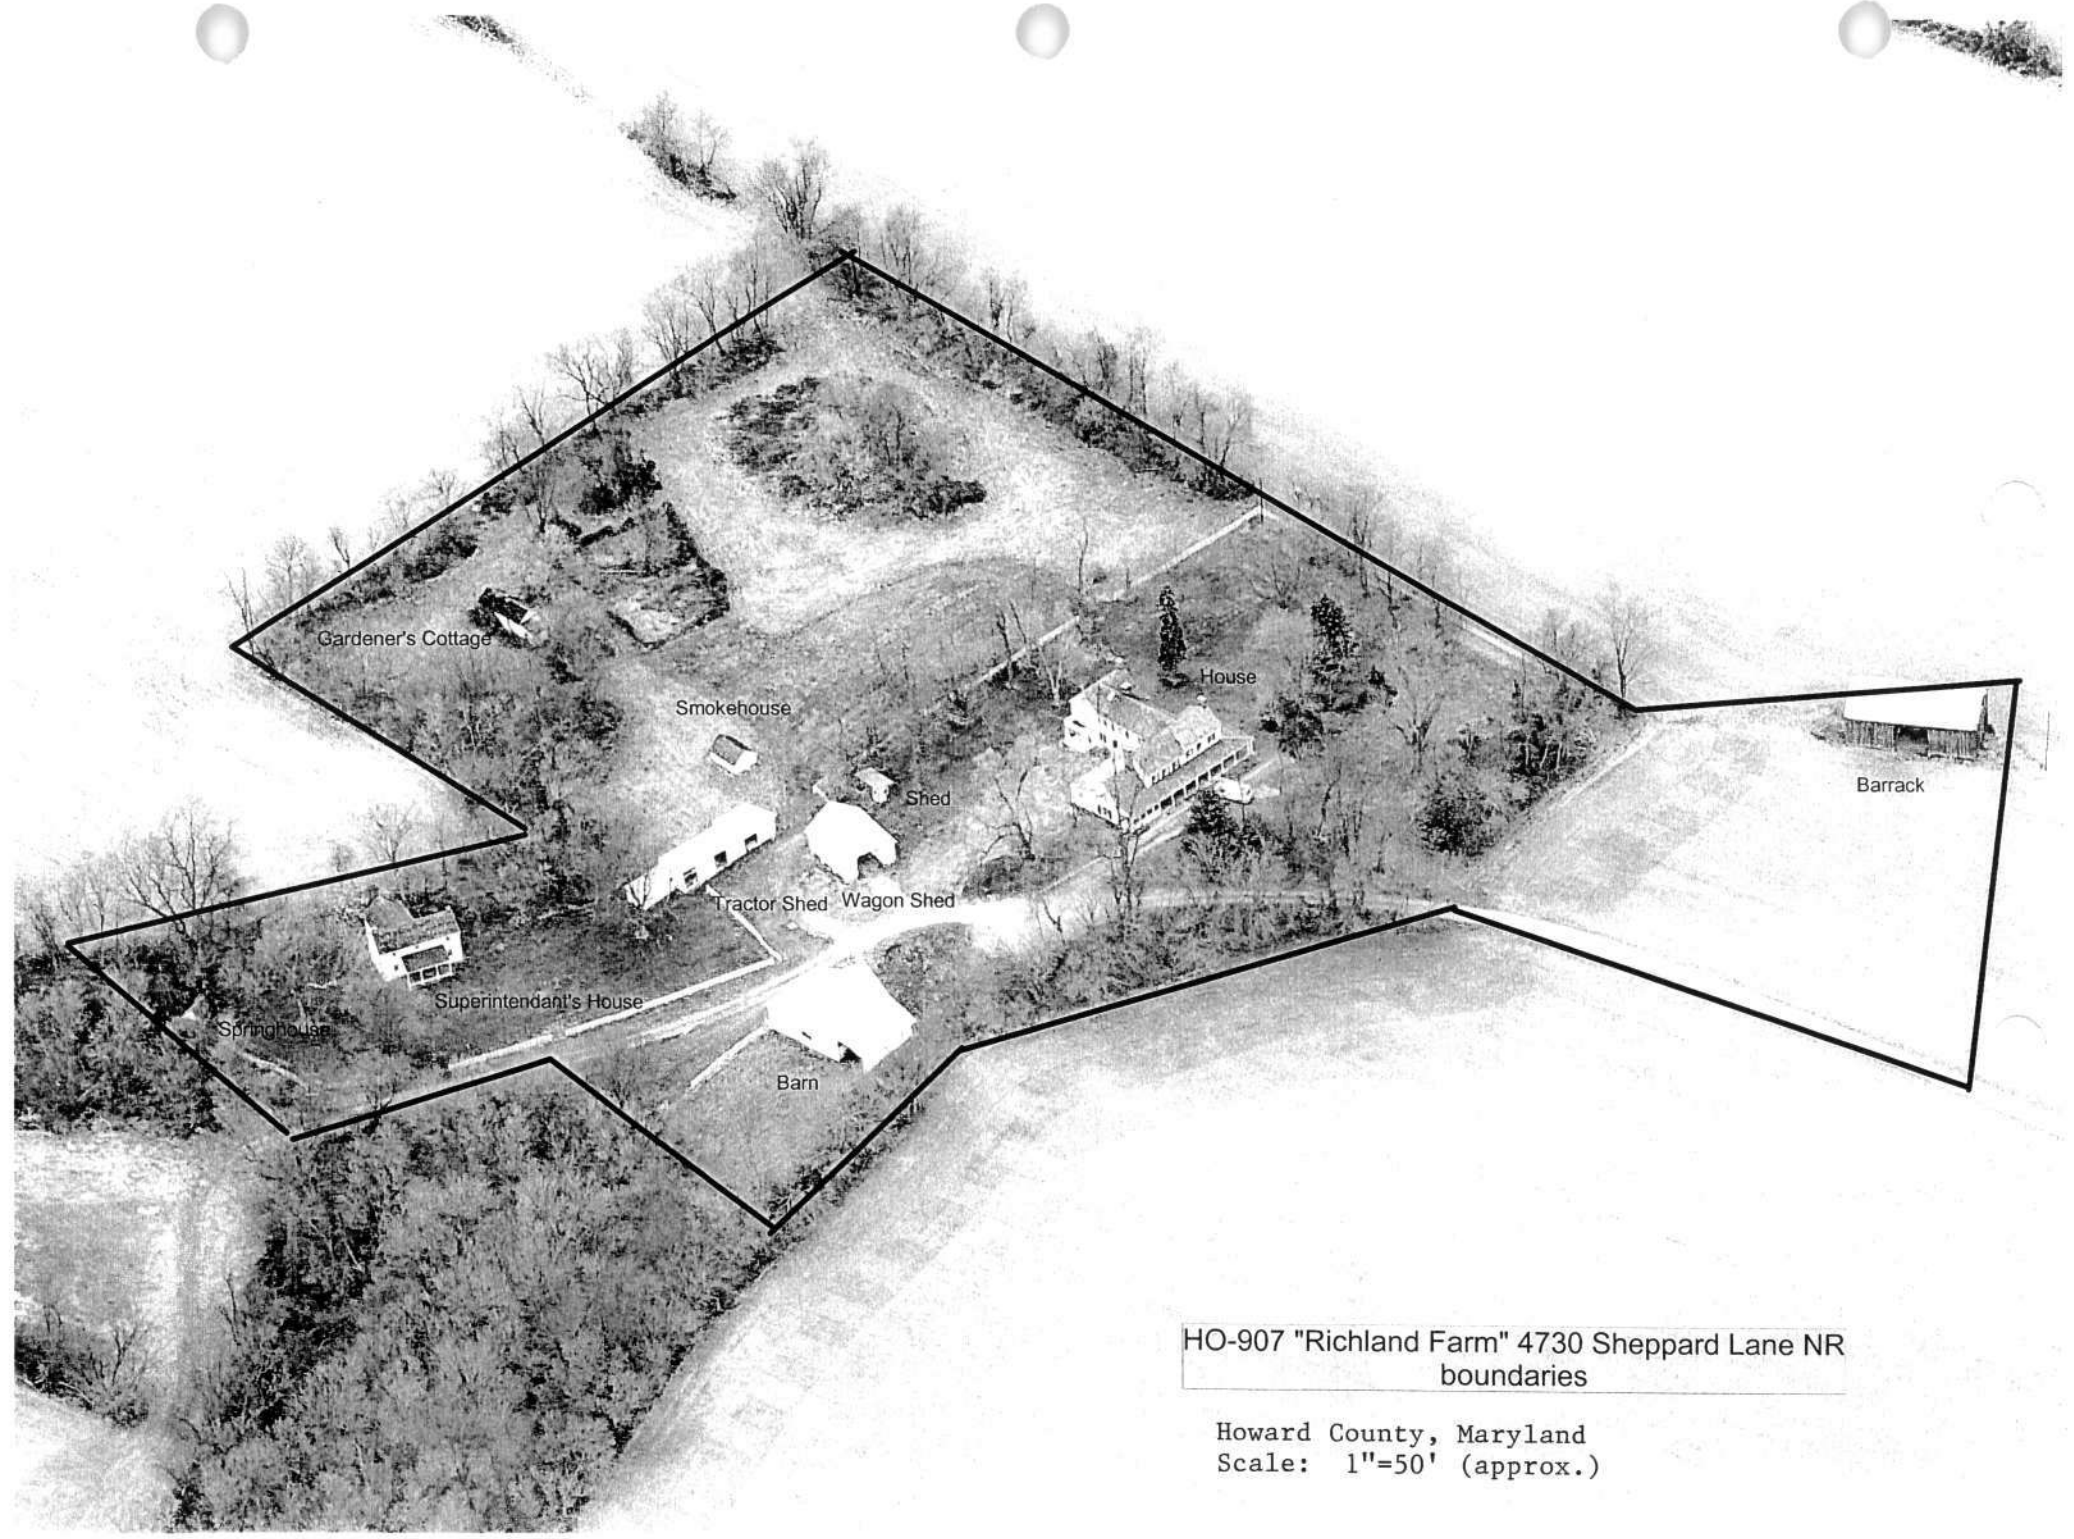 Gardener's Cottage
House
Smokehouse
Barrack
Shed
Tractor Shed
Wagon Shed
Superintendant's House
Springhouse
Barn
HO-907 "Richland Farm" 4730 Sheppard Lane NR
boundaries
Howard County, Maryland
Scale: 1"=50' (approx.)